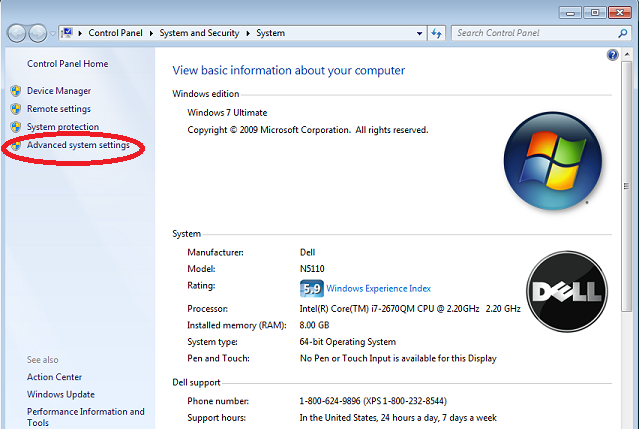 Control Panel ▸ System and Security ▸ System
Search Control Panel
Control Panel Home
Device Manager
Remote settings
System protection
Advanced system settings
See also
Action Center
Windows Update
Performance Information and
Tools
View basic information about your computer
Windows edition
Windows 7 Ultimate
Copyright © 2009 Microsoft Corporation. All rights reserved.
System
Manufacturer: Dell
Model: N5110
Rating: 5,9 Windows Experience Index
Processor: Intel(R) Core(TM) i7-2670QM CPU @ 2.20GHz 2.20 GHz
Installed memory (RAM): 8.00 GB
System type: 64-bit Operating System
Pen and Touch: No Pen or Touch Input is available for this Display
DELL
Dell support
Phone number: 1-800-624-9896 (XPS 1-800-232-8544)
Support hours: In the United States, 24 hours a day, 7 days a week